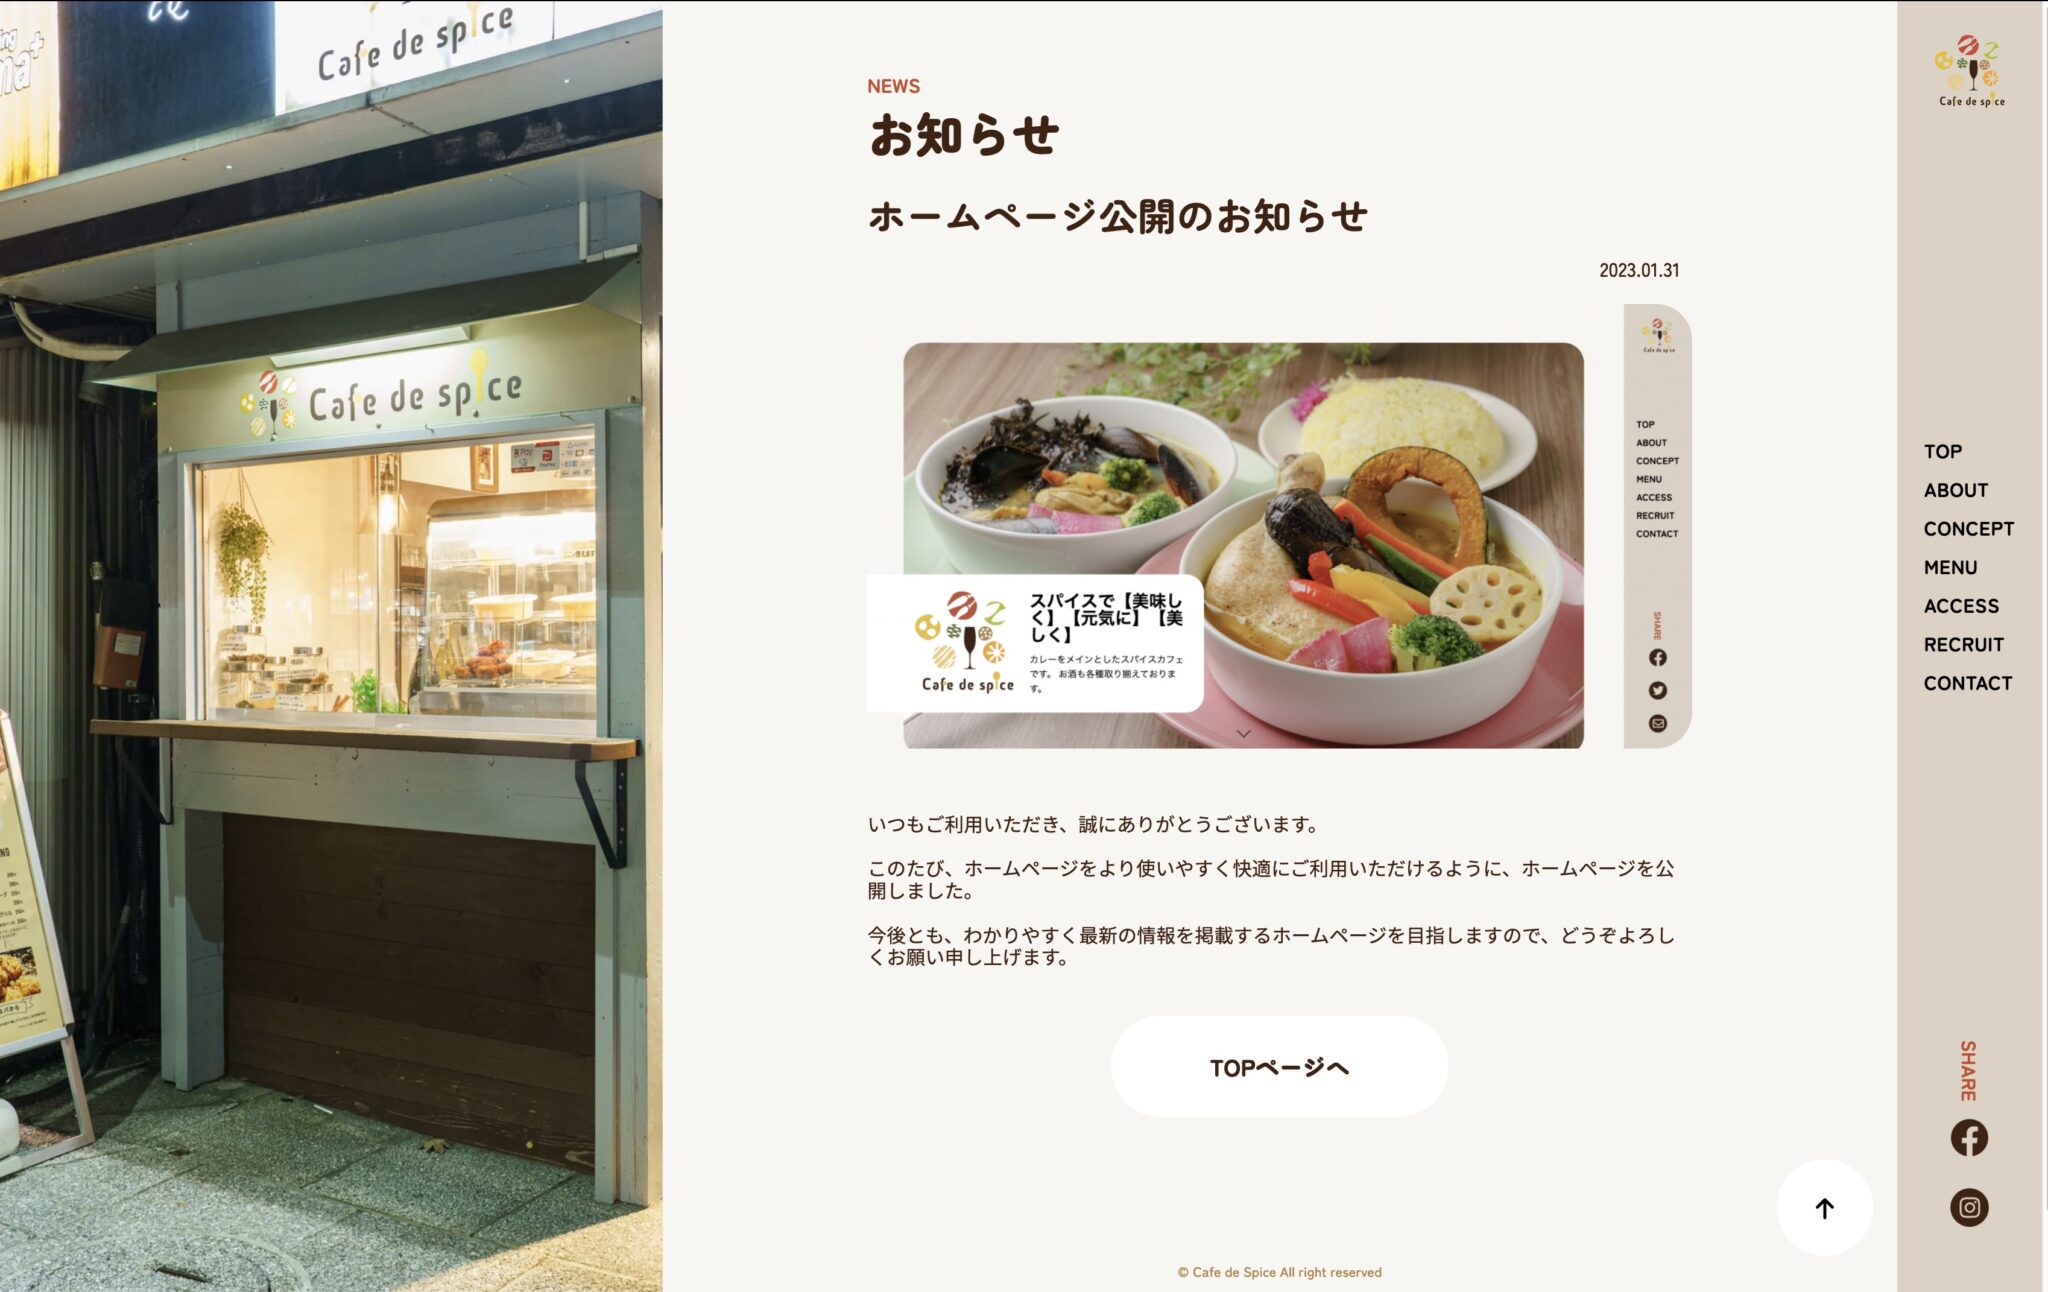 Cafe de spice
Cafe de spice
R Pay
PayPay
NEWS
お知らせ
ホームページ公開のお知らせ
2023.01.31
Cafe de spice
TOP
ABOUT
CONCEPT
MENU
ACCESS
RECRUIT
CONTACT
SHARE
Cafe de spice
スパイスで【美味し
く】【元気に】【美
しく】
カレーをメインとしたスパイスカフェ
です。 お酒も各種取り揃えておりま
す。
いつもご利用いただき、誠にありがとうございます。
このたび、ホームページをより使いやすく快適にご利用いただけるように、ホームページを公
開しました。
今後とも、わかりやすく最新の情報を掲載するホームページを目指しますので、どうぞよろし
くお願い申し上げます。
TOPページへ
© Cafe de Spice All right reserved
Cafe de spice
TOP
ABOUT
CONCEPT
MENU
ACCESS
RECRUIT
CONTACT
SHARE